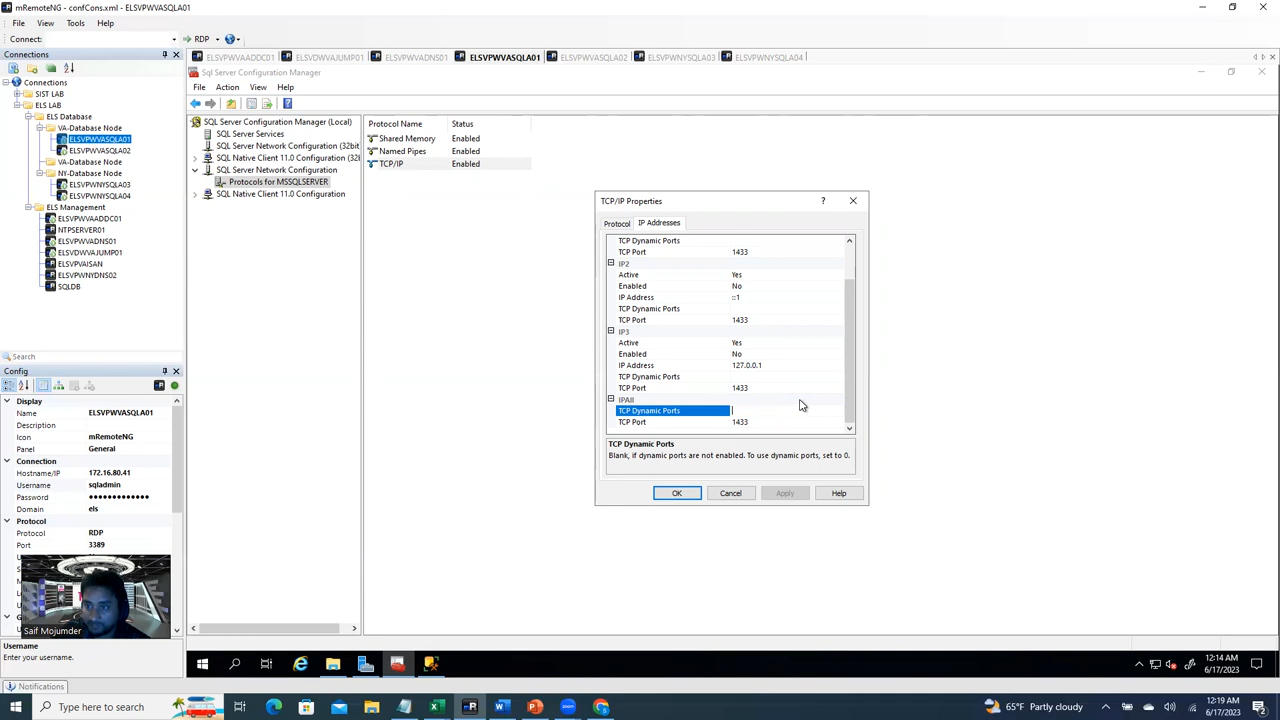 mRemoteNG - confCons.xml - ELSVPWVASQLA01
File View Tools Help
Connect: RDP
Connections
Connections
SIST LAB
ELS LAB
ELS Database
VA-Database Node
ELSVPWVASQLA01
ELSVPWVASQLA02
VA-Database Node
NY-Database Node
ELSVPWNYSQLA03
ELSVPWNYSQLA04
ELS Management
ELSVPWVAADDC01
NTPSERVER01
ELSVPWVADNS01
ELSVDWVAJUMP01
ELSVPVAISAN
ELSVPWNYDNS02
SQLDB
Search
Config
Display
Name ELSVPWVASQLA01
Description
Icon mRemoteNG
Panel General
Connection
Hostname/IP 172.16.80.41
Username sqladmin
Password ●●●●●●●●●●●●●
Domain els
Protocol
Protocol RDP
Port 3389
Saif Mojumder
Username
Enter your username.
Notifications
ELSVPWVAADDC01 ELSVDWVAJUMP01 ELSVPWVADNS01 ELSVPWVASQLA01 ELSVPWVASQLA02 ELSVPWNYSQLA03 ELSVPWNYSQLA04
Sql Server Configuration Manager
File Action View Help
SQL Server Configuration Manager (Local)
SQL Server Services
SQL Server Network Configuration (32bit
SQL Native Client 11.0 Configuration (32l
SQL Server Network Configuration
Protocols for MSSQLSERVER
SQL Native Client 11.0 Configuration
Protocol Name Status
Shared Memory Enabled
Named Pipes Enabled
TCP/IP Enabled
TCP/IP Properties ?
Protocol IP Addresses
TCP Dynamic Ports
TCP Port 1433
IP2
Active Yes
Enabled No
IP Address ::1
TCP Dynamic Ports
TCP Port 1433
IP3
Active Yes
Enabled No
IP Address 127.0.0.1
TCP Dynamic Ports
TCP Port 1433
IPAll
TCP Dynamic Ports
TCP Port 1433
TCP Dynamic Ports
Blank, if dynamic ports are not enabled. To use dynamic ports, set to 0.
OK Cancel Apply Help
12:14 AM
6/17/2023
Type here to search
65°F Partly cloudy
12:19 AM
6/17/2023